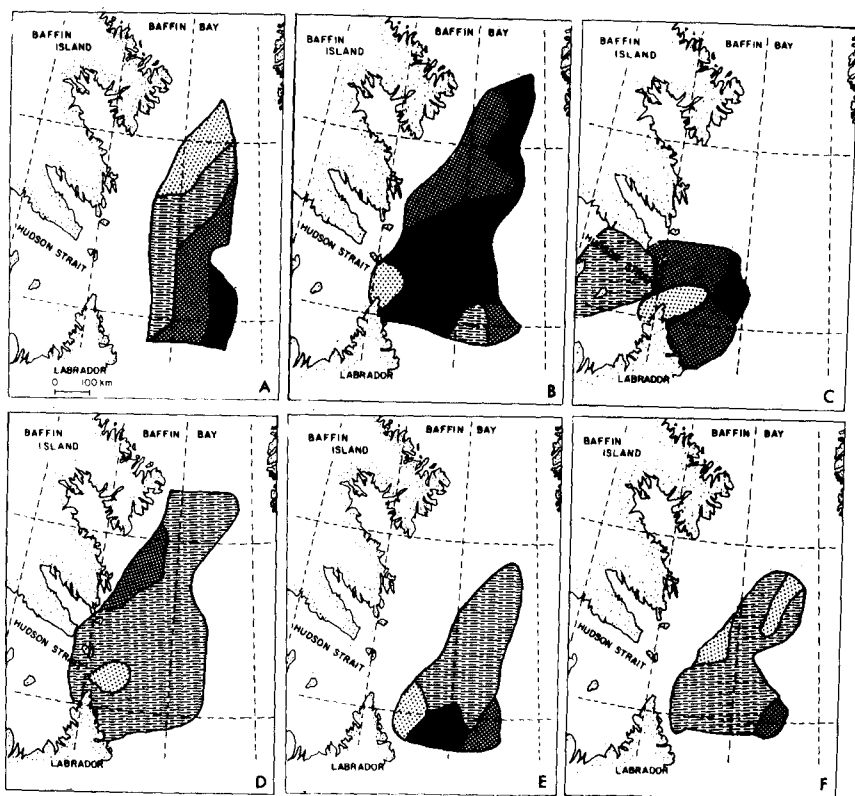 BAFFIN ISLAND
BAFFIN BAY
HUDSON STRAIT
LABRADOR
0 100 km
A
BAFFIN ISLAND
BAFFIN BAY
HUDSON STRAIT
LABRADOR
B
BAFFIN ISLAND
BAFFIN BAY
HUDSON
LABRADOR
C
BAFFIN ISLAND
BAFFIN BAY
HUDSON STRAIT
LABRADOR
D
BAFFIN ISLAND
BAFFIN BAY
HUDSON STRAIT
LABRADOR
E
BAFFIN ISLAND
BAFFIN BAY
HUDSON STRAIT
LABRADOR
F